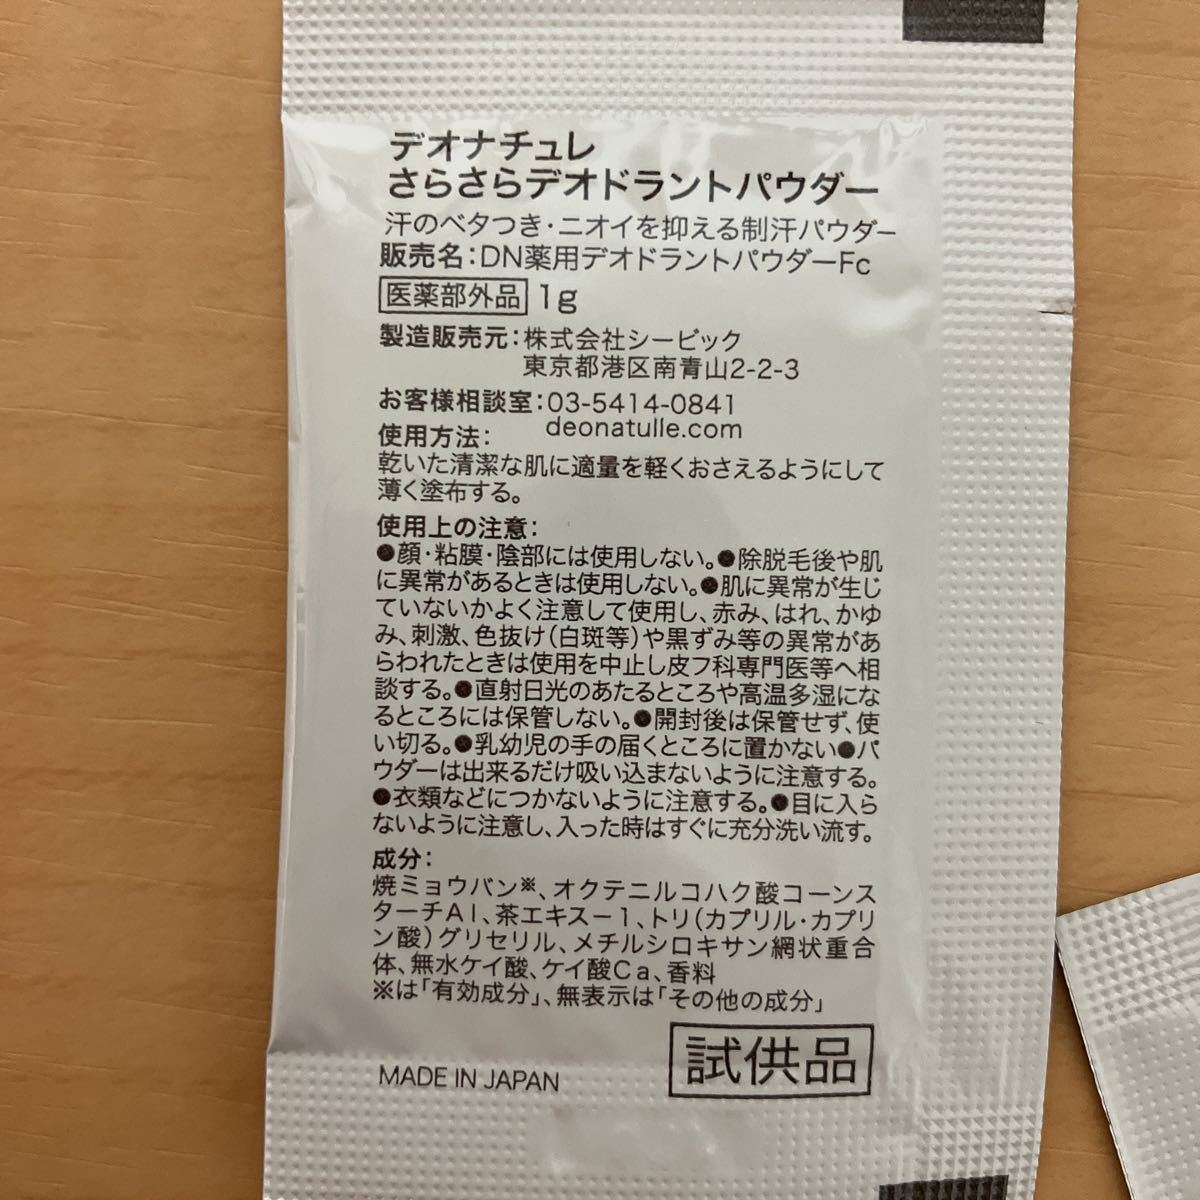 デオナチュレ
さらさらデオドラントパウダー
汗のベタつき・ニオイを抑える制汗パウダー
販売名：DN薬用デオドラントパウダーFc
医薬部外品 1g
製造販売元：株式会社シービック
東京都港区南青山2-2-3
お客様相談室：03-5414-0841
deonatulle.com
使用方法：
乾いた清潔な肌に適量を軽くおさえるようにして
薄く塗布する。
使用上の注意：
●顔・粘膜・陰部には使用しない。●除脱毛後や肌
に異常があるときは使用しない。●肌に異常が生じ
ていないかよく注意して使用し、赤み、はれ、かゆ
み、刺激、色抜け（白斑等）や黒ずみ等の異常があ
らわれたときは使用を中止し皮フ科専門医等へ相
談する。●直射日光のあたるところや高温多湿にな
るところには保管しない。●開封後は保管せず、使
い切る。●乳幼児の手の届くところに置かない●パ
ウダーは出来るだけ吸い込まないように注意する。
●衣類などにつかないように注意する。●目に入ら
ないように注意し、入った時はすぐに充分洗い流す。
成分：
焼ミョウバン※、オクテニルコハク酸コーンス
ターチAl、茶エキス－1、トリ（カプリル・カプリ
ン酸）グリセリル、メチルシロキサン網状重合
体、無水ケイ酸、ケイ酸Ca、香料
※は「有効成分」、無表示は「その他の成分」
MADE IN JAPAN
試供品